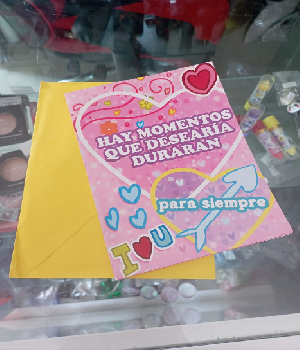 HAY MOMENTOS
QUE DESEARÍA
DURARAN
para siempre
I U